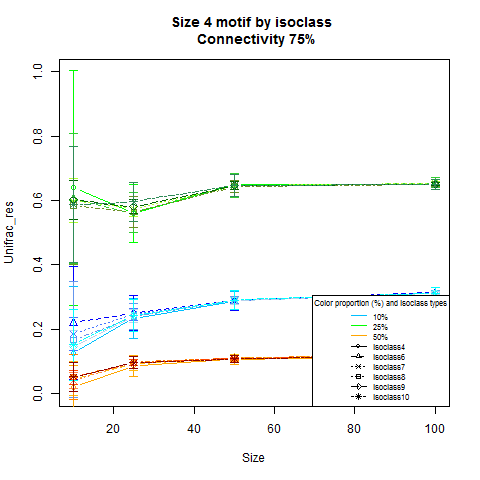 Size 4 motif by isoclass
Connectivity 75%
Unifrac_res
0.0
0.2
0.4
0.6
0.8
1.0
20
40
60
80
100
Size
Color proportion (%) and Isoclass types
10%
25%
50%
Isoclass4
Isoclass6
Isoclass7
Isoclass8
Isoclass9
Isoclass10